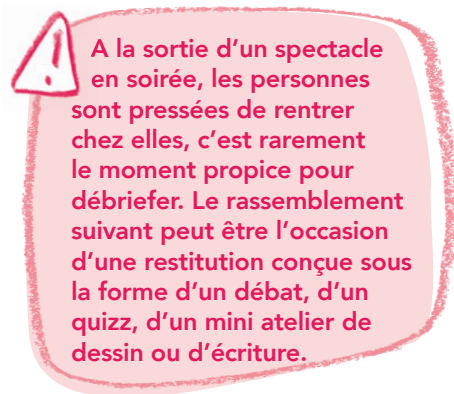 A la sortie d’un spectacle
en soirée, les personnes
sont pressées de rentrer
chez elles, c’est rarement
le moment propice pour
débriefer. Le rassemblement
suivant peut être l’occasion
d’une restitution conçue sous
la forme d’un débat, d’un
quizz, d’un mini atelier de
dessin ou d’écriture.